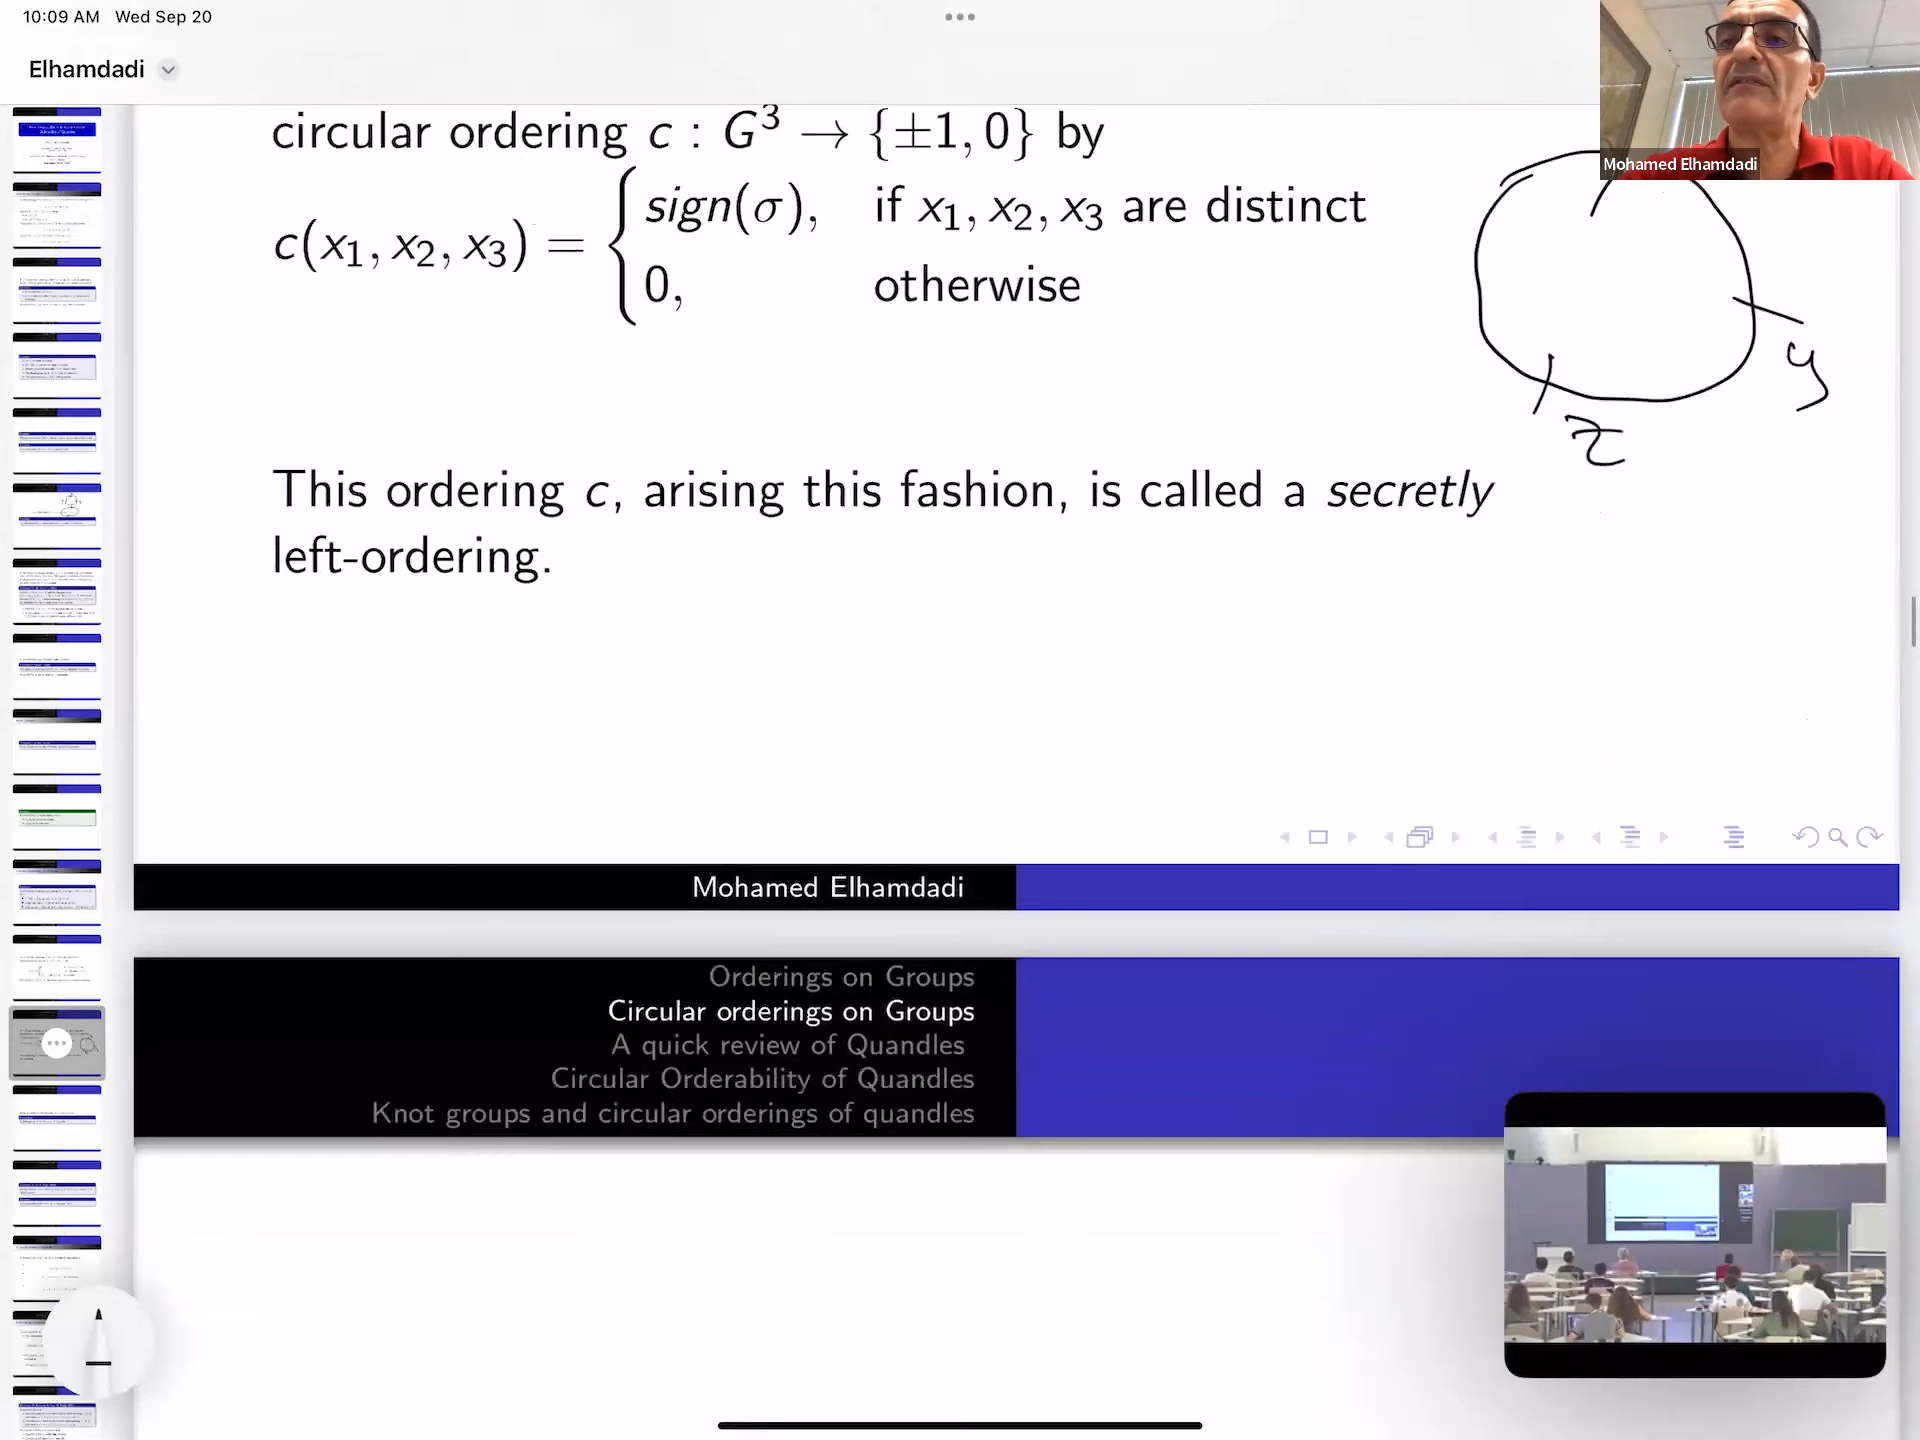 10:09 AM Wed Sep 20
Elhamdadi
Mohamed Elhamdadi
circular ordering c : G³ → {±1, 0} by
c(x₁, x₂, x₃) = { sign(σ), if x₁, x₂, x₃ are distinct
0, otherwise
y
z
This ordering c, arising this fashion, is called a secretly
left-ordering.
Mohamed Elhamdadi
Orderings on Groups
Circular orderings on Groups
A quick review of Quandles
Circular Orderability of Quandles
Knot groups and circular orderings of quandles